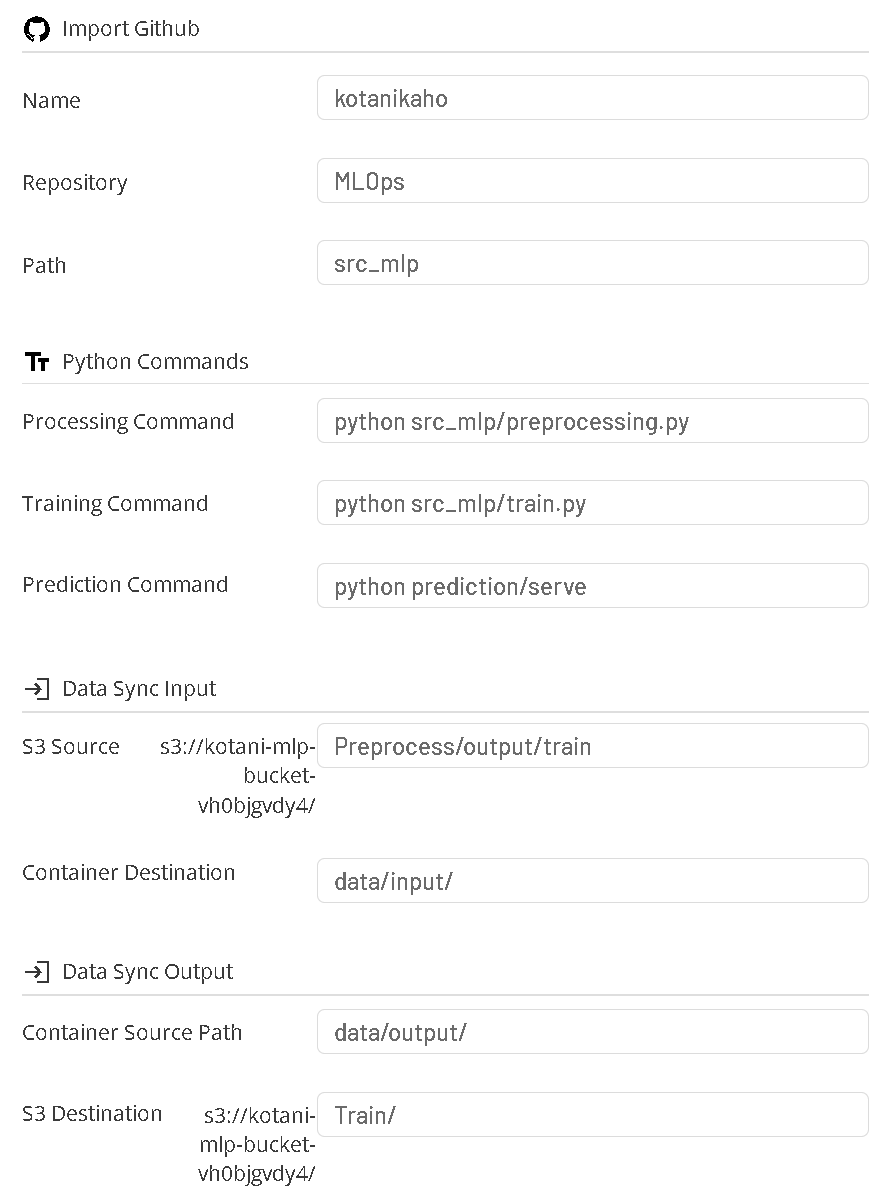 Import Github
Name kotanikaho
Repository MLOps
Path src_mlp
Python Commands
Processing Command python src_mlp/preprocessing.py
Training Command python src_mlp/train.py
Prediction Command python prediction/serve
Data Sync Input
S3 Source s3://kotani-mlp- Preprocess/output/train
bucket-
vh0bjgvdy4/
Container Destination data/input/
Data Sync Output
Container Source Path data/output/
S3 Destination s3://kotani- Train/
mlp-bucket-
vh0bjgvdy4/